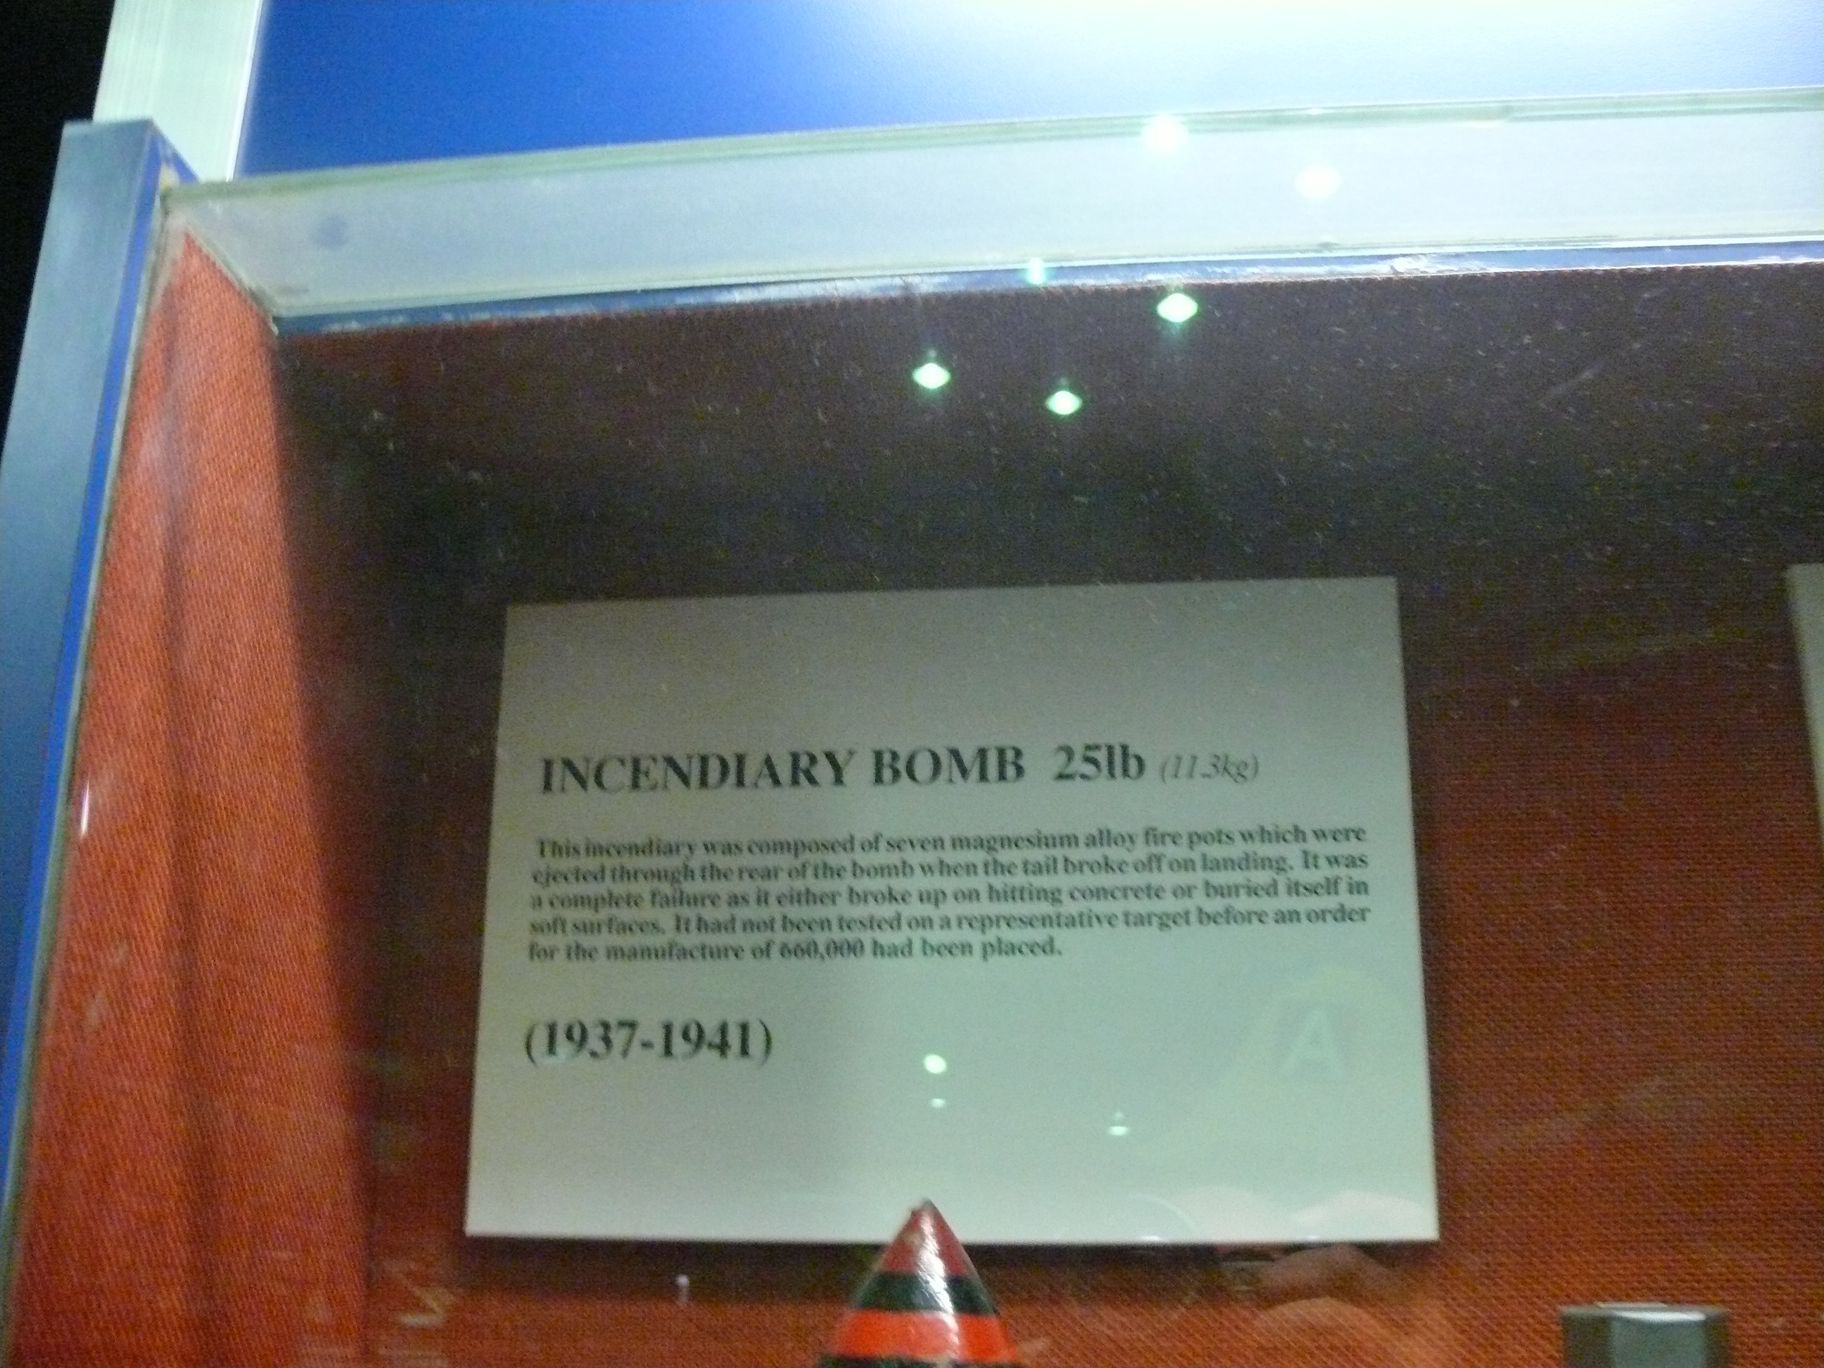 INCENDIARY BOMB 25lb (11.3kg)
This incendiary was composed of seven magnesium alloy fire pots which were
ejected through the rear of the bomb when the tail broke off on landing. It was
a complete failure as it either broke up on hitting concrete or buried itself in
soft surfaces. It had not been tested on a representative target before an order
for the manufacture of 660,000 had been placed.
(1937-1941)
A